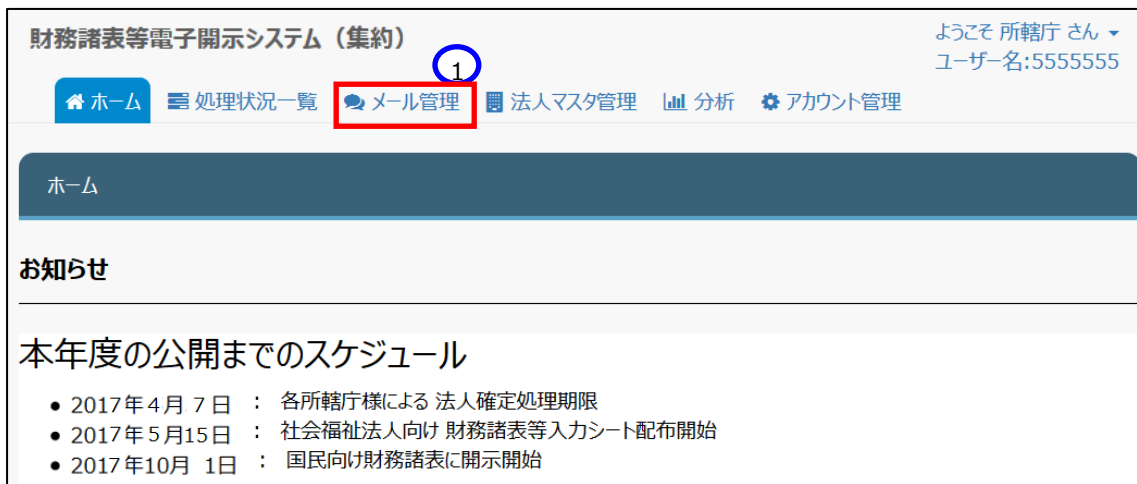 財務諸表等電子開示システム（集約）
ようこそ 所轄庁 さん
ユーザー名:5555555
1
ホーム 処理状況一覧 メール管理 法人マスタ管理 分析 アカウント管理
ホーム
お知らせ
本年度の公開までのスケジュール
● 2017年4月 7日 ： 各所轄庁様による 法人確定処理期限
● 2017年5月15日 ： 社会福祉法人向け 財務諸表等入力シート配布開始
● 2017年10月 1日 ： 国民向け財務諸表に開示開始